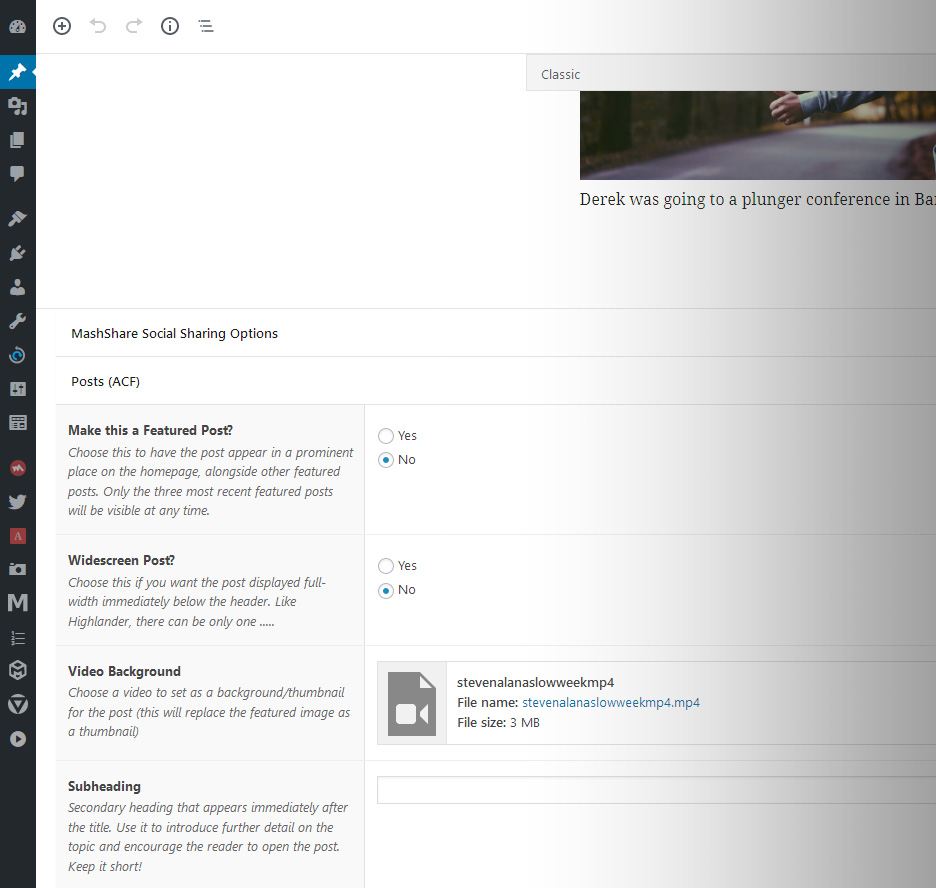 Classic
Derek was going to a plunger conference in
MashShare Social Sharing Options
Posts (ACF)
Make this a Featured Post?
Choose this to have the post appear in a prominent
place on the homepage, alongside other featured
posts. Only the three most recent featured posts
will be visible at any time.
Yes
No
Widescreen Post?
Choose this if you want the post displayed full-
width immediately below the header. Like
Highlander, there can be only one .....
Yes
No
Video Background
Choose a video to set as a background/thumbnail
for the post (this will replace the featured image as
a thumbnail)
stevenalanaslowweekmp4
File name: stevenalanaslowweekmp4.mp4
File size: 3 MB
Subheading
Secondary heading that appears immediately after
the title. Use it to introduce further detail on the
topic and encourage the reader to open the post.
Keep it short!